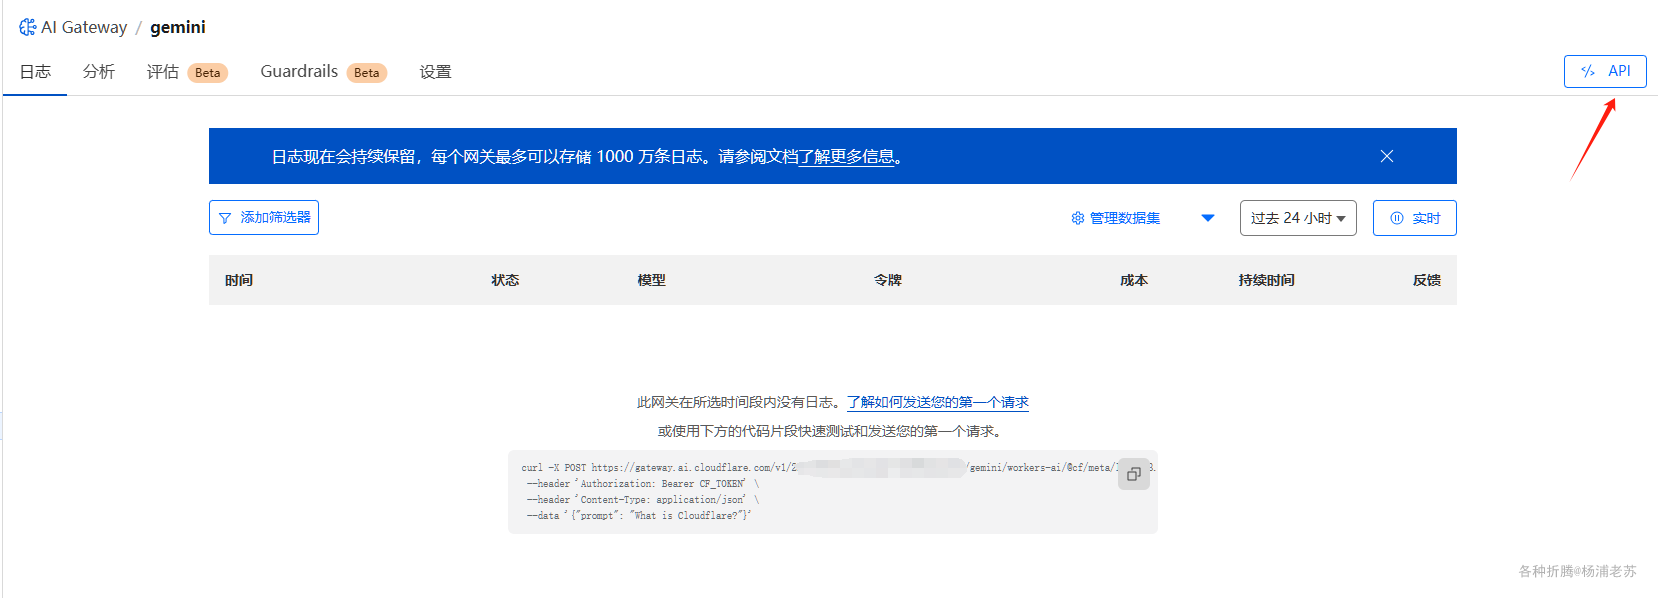 AI Gateway / gemini
日志 分析 评估 Beta Guardrails Beta 设置
API
日志现在会持续保留，每个网关最多可以存储 1000 万条日志。请参阅文档了解更多信息。
添加筛选器 管理数据集 过去 24 小时 实时
时间 状态 模型 令牌 成本 持续时间 反馈
此网关在所选时间段内没有日志。了解如何发送您的第一个请求
或使用下方的代码片段快速测试和发送您的第一个请求。
curl -X POST https://gateway.ai.cloudflare.com/v1/2 /gemini/workers-ai/@cf/meta/
--header 'Authorization: Bearer CF_TOKEN' \
--header 'Content-Type: application/json' \
--data '{"prompt": "What is Cloudflare?"}'
各种折腾@杨浦老苏